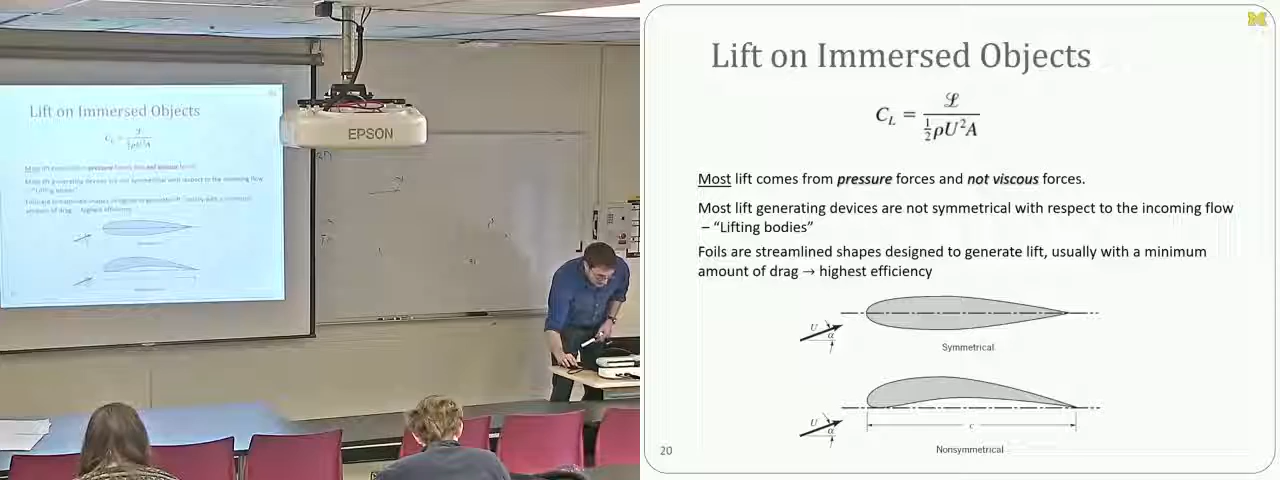 Lift on Immersed Objects
EPSON
Lift on Immersed Objects
C_L = ℒ / ½ρU²A
Most lift comes from pressure forces and not viscous forces.
Most lift generating devices are not symmetrical with respect to the incoming flow
– “Lifting bodies”
Foils are streamlined shapes designed to generate lift, usually with a minimum
amount of drag → highest efficiency
U α
Symmetrical
U α
c
Nonsymmetrical
20